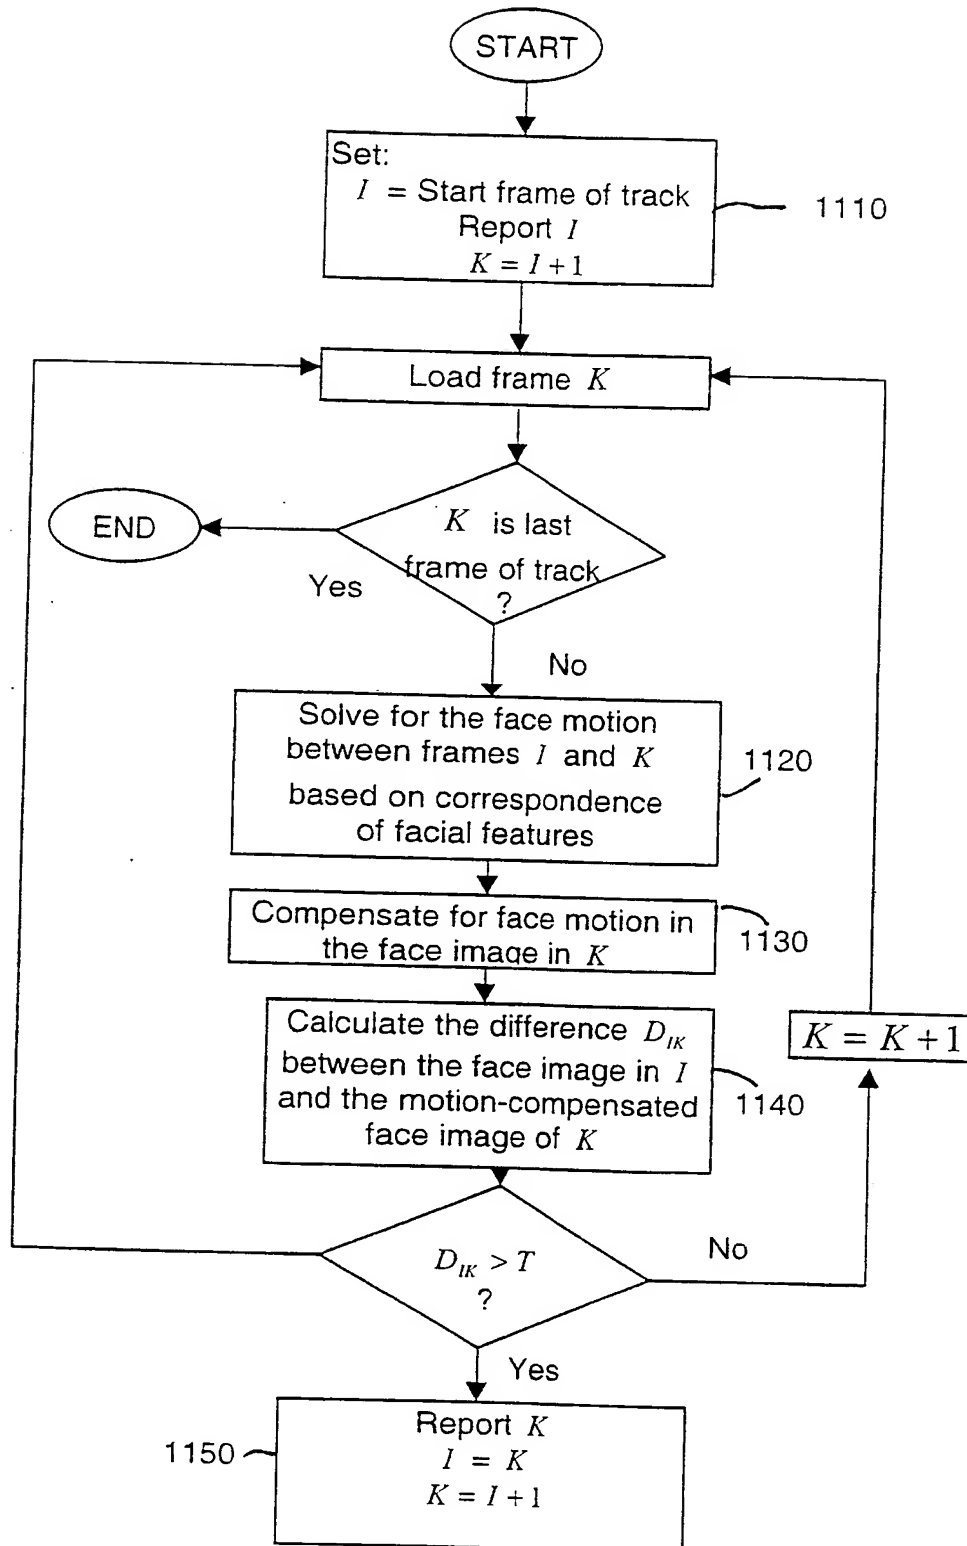 START
Set:
I = Start frame of track
Report I
K = I + 1
1110
Load frame K
K is last
frame of track
?
END
Yes
No
Solve for the face motion
between frames I and K
based on correspondence
of facial features
1120
Compensate for face motion in
the face image in K
1130
Calculate the difference D_IK
between the face image in I
and the motion-compensated
face image of K
1140
K = K + 1
D_IK > T
?
No
Yes
Report K
I = K
K = I + 1
1150